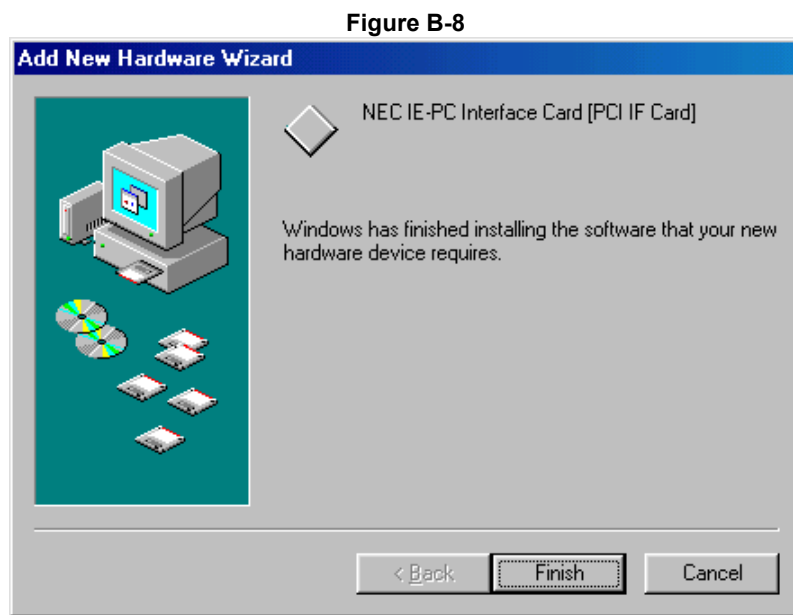 Figure B-8
Add New Hardware Wizard
NEC IE-PC Interface Card [PCI IF Card]
Windows has finished installing the software that your new
hardware device requires.
< Back
Finish
Cancel